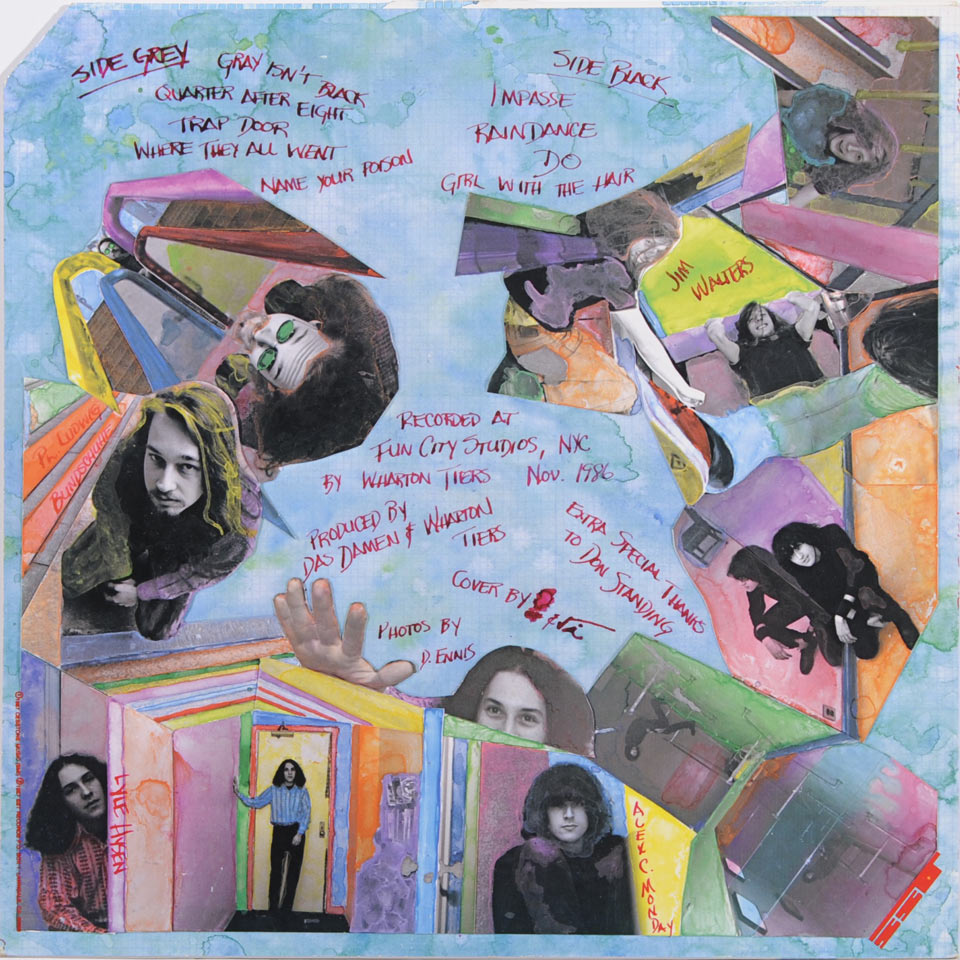 SIDE GREY
GRAY ISN'T BLACK
QUARTER AFTER EIGHT
TRAP DOOR
WHERE THEY ALL WENT
NAME YOUR POISON
SIDE BLACK
IMPASSE
RAINDANCE
DO
GIRL WITH THE HAIR
JIM
WALTERS
PH. LUDWIG
BUNDSCHUHE
RECORDED AT
FUN CITY STUDIOS, NYC
BY WHARTON TIERS NOV. 1986
PRODUCED BY
DAS DAMEN & WHARTON
TIERS
EXTRA SPECIAL THANKS
TO DON STANDING
COVER BY
PHOTOS BY
D. ENNIS
LYLE HYSEN
ALEX C. MONDAY